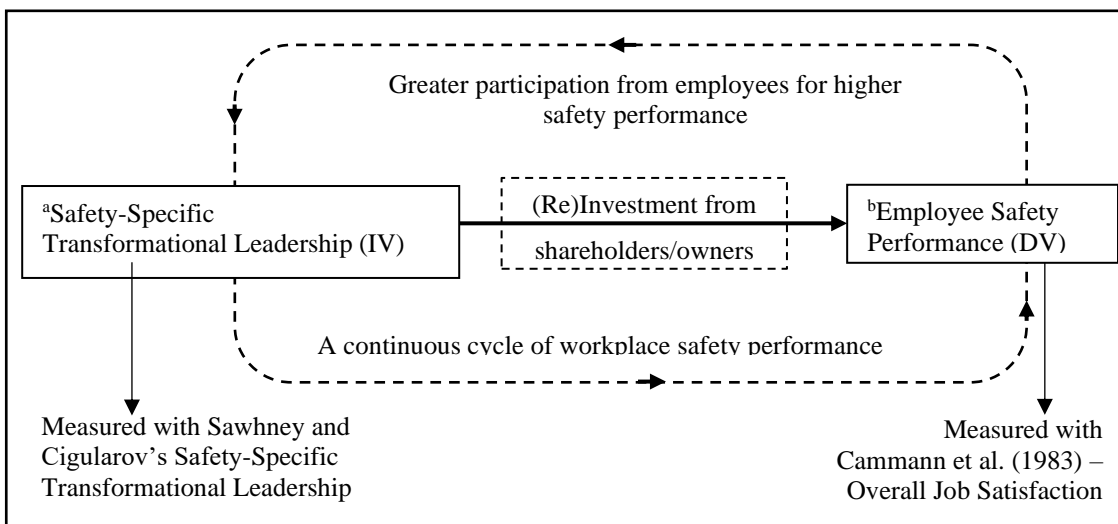 Greater participation from employees for higher
safety performance
ᵃSafety-Specific
Transformational Leadership (IV)
(Re)Investment from
shareholders/owners
ᵇEmployee Safety
Performance (DV)
A continuous cycle of workplace safety performance
Measured with Sawhney and
Cigularov’s Safety-Specific
Transformational Leadership
Measured with
Cammann et al. (1983) –
Overall Job Satisfaction